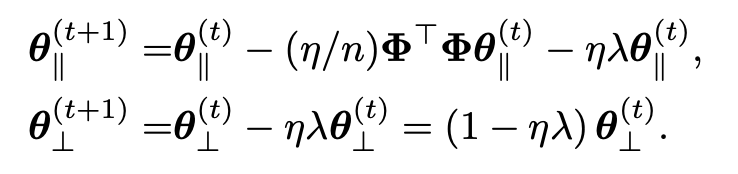 θ_∥^{(t+1)} = θ_∥^{(t)} − (η/n)Φ^⊤Φθ_∥^{(t)} − ηλθ_∥^{(t)},
θ_⊥^{(t+1)} = θ_⊥^{(t)} − ηλθ_⊥^{(t)} = (1 − ηλ) θ_⊥^{(t)}.